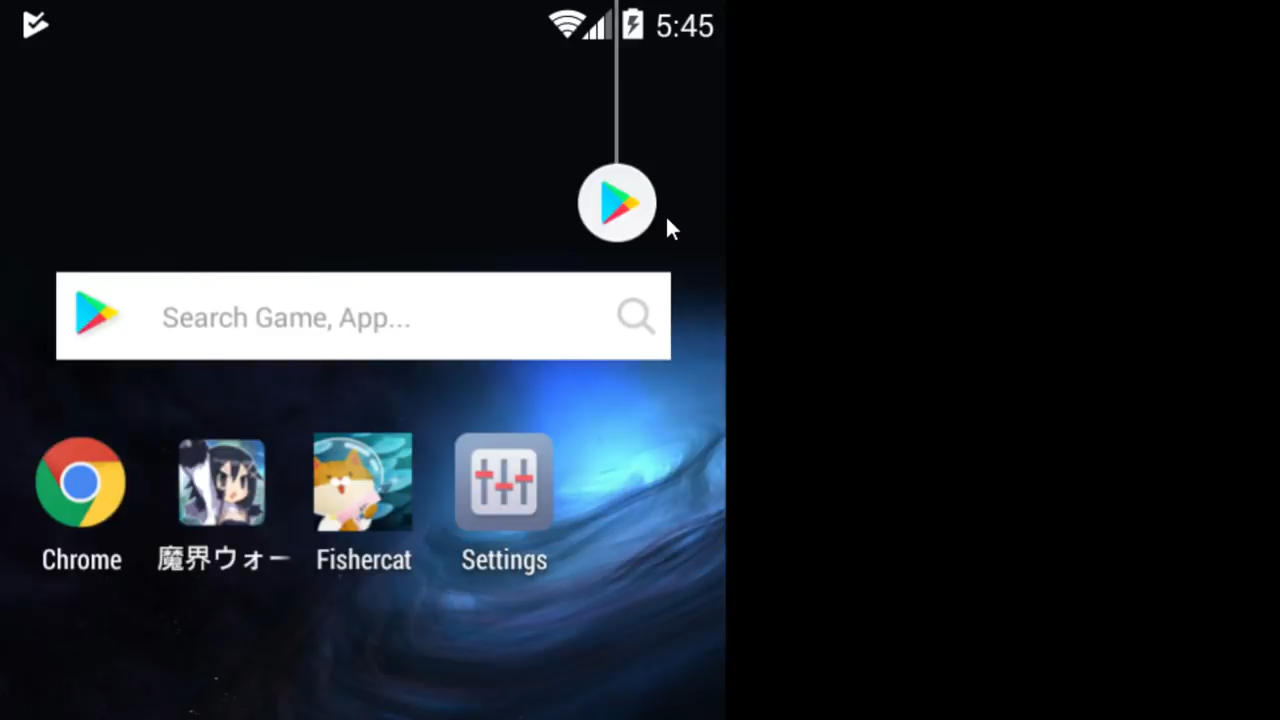 5:45
Search Game, App...
Chrome
魔界ウォー
Fishercat
Settings